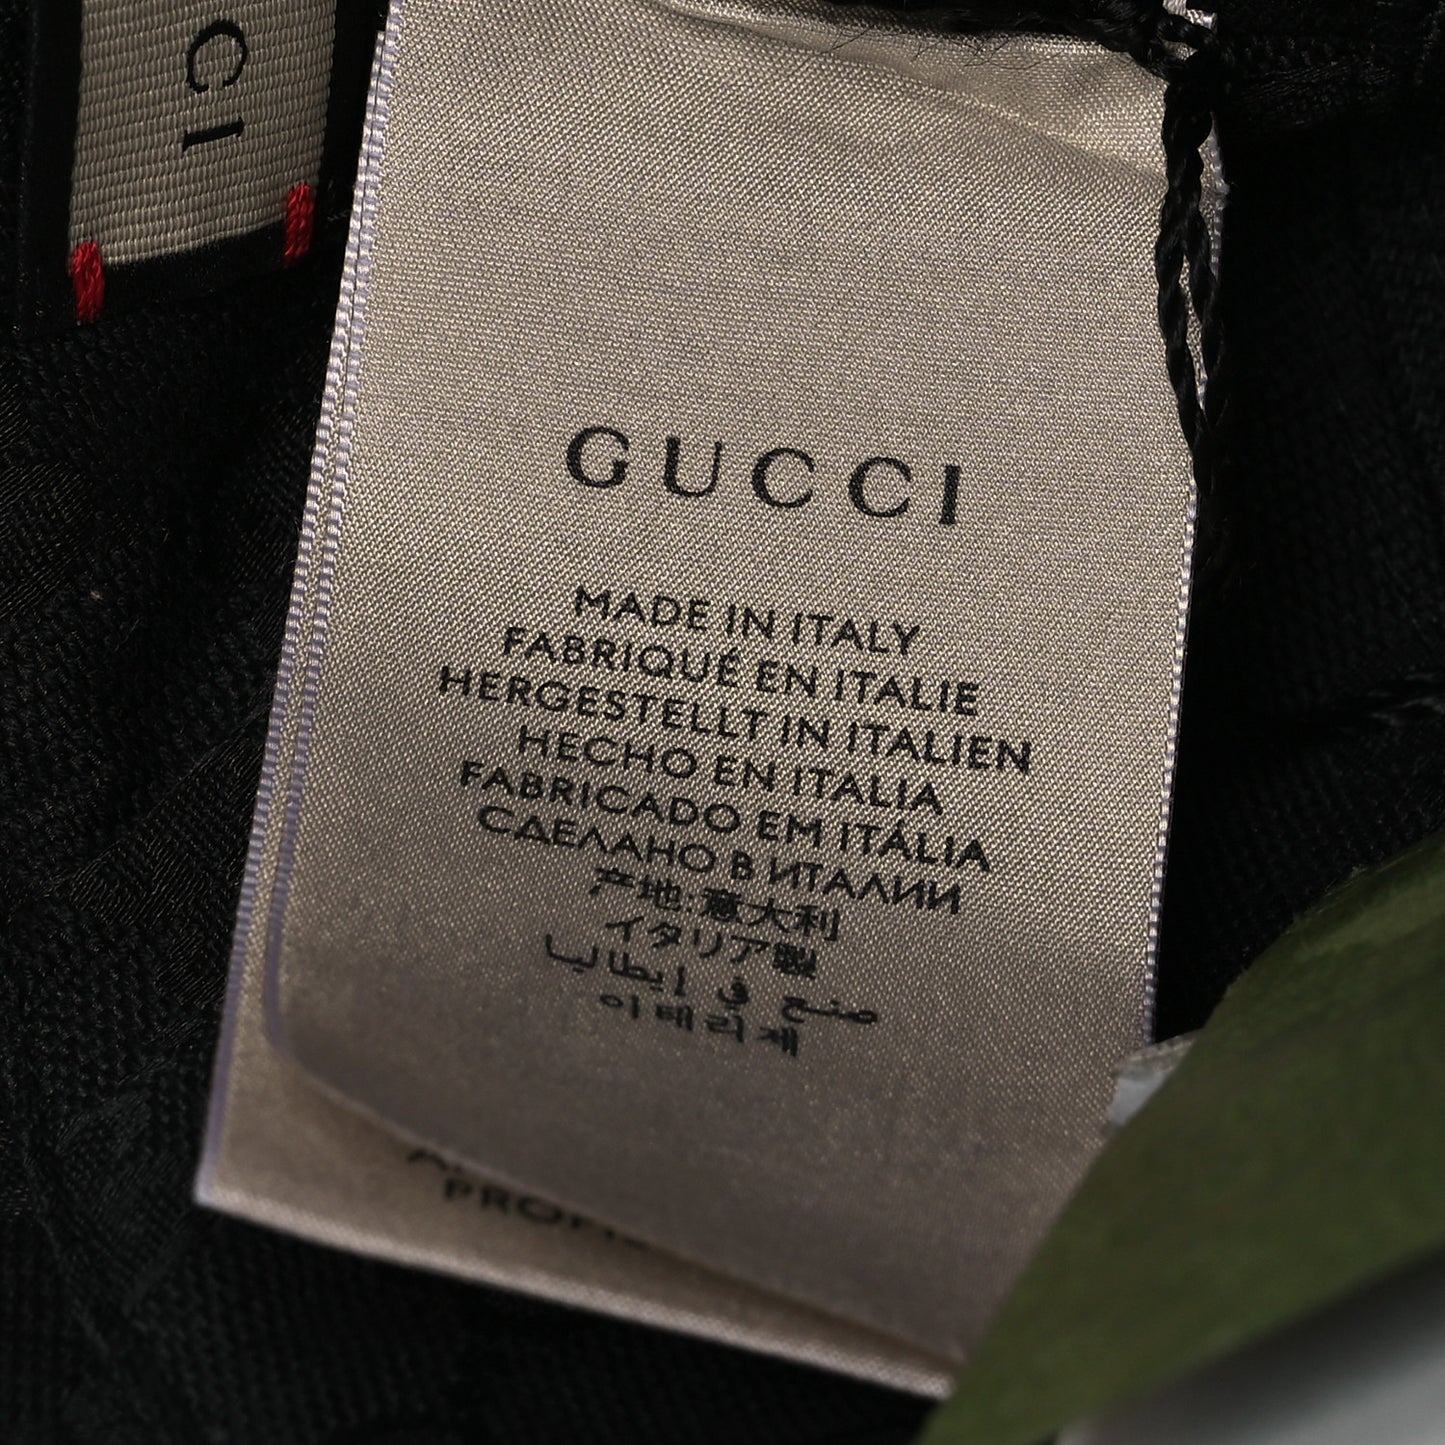 CI
GUCCI
MADE IN ITALY
FABRIQUÉ EN ITALIE
HERGESTELLT IN ITALIEN
HECHO EN ITALIA
FABRICADO EM ITÁLIA
СДЕЛАНО В ИТАЛИИ
产地:意大利
イタリア製
صنع في إيطاليا
이태리제